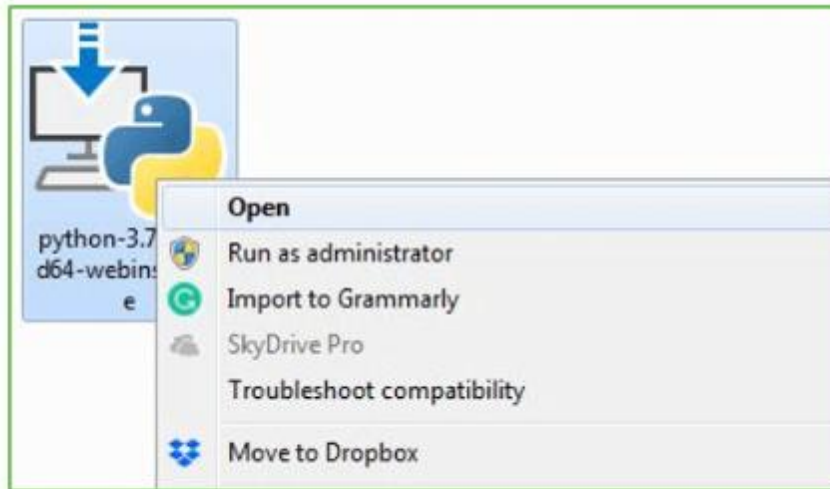 python-3.7
d64-webins
e
Open
Run as administrator
Import to Grammarly
SkyDrive Pro
Troubleshoot compatibility
Move to Dropbox